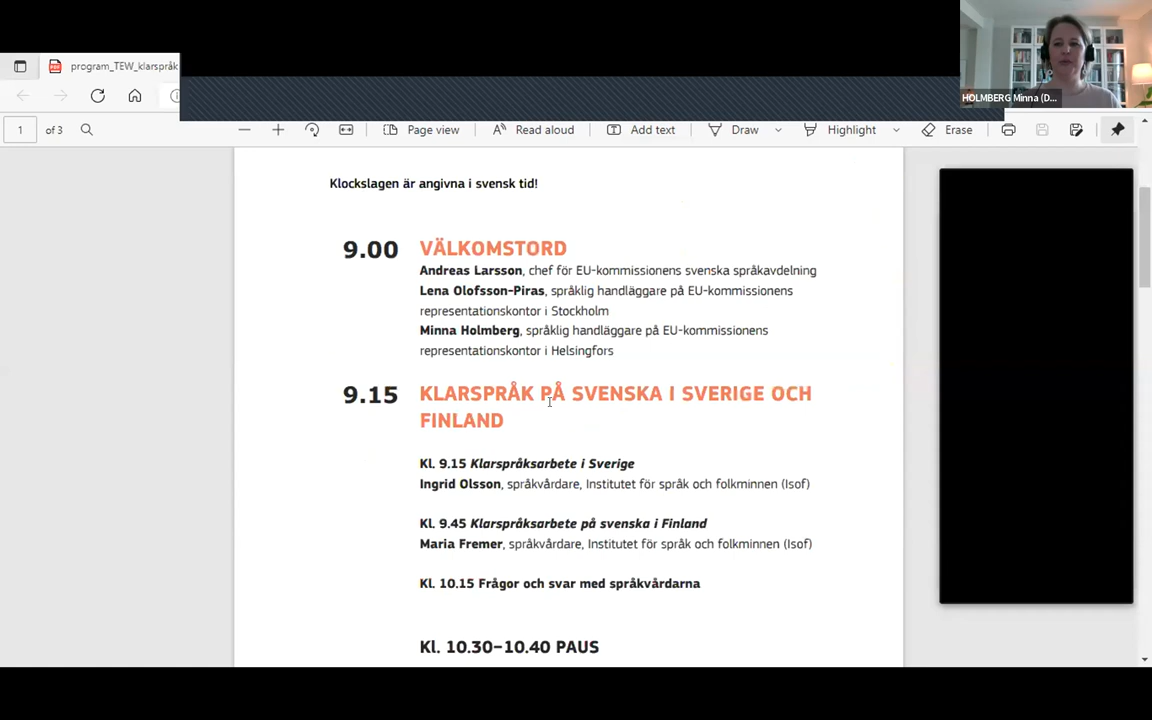 HOLMBERG Minna (D...
program_TEW_klarspråk
1 of 3
Page view
Read aloud
Add text
Draw
Highlight
Erase
Klockslagen är angivna i svensk tid!
9.00 VÄLKOMSTORD
Andreas Larsson, chef för EU-kommissionens svenska språkavdelning
Lena Olofsson-Piras, språklig handläggare på EU-kommissionens
representationskontor i Stockholm
Minna Holmberg, språklig handläggare på EU-kommissionens
representationskontor i Helsingfors
9.15 KLARSPRÅK PÅ SVENSKA I SVERIGE OCH
FINLAND
Kl. 9.15 Klarspråksarbete i Sverige
Ingrid Olsson, språkvårdare, Institutet för språk och folkminnen (Isof)
Kl. 9.45 Klarspråksarbete på svenska i Finland
Maria Fremer, språkvårdare, Institutet för språk och folkminnen (Isof)
Kl. 10.15 Frågor och svar med språkvårdarna
Kl. 10.30–10.40 PAUS